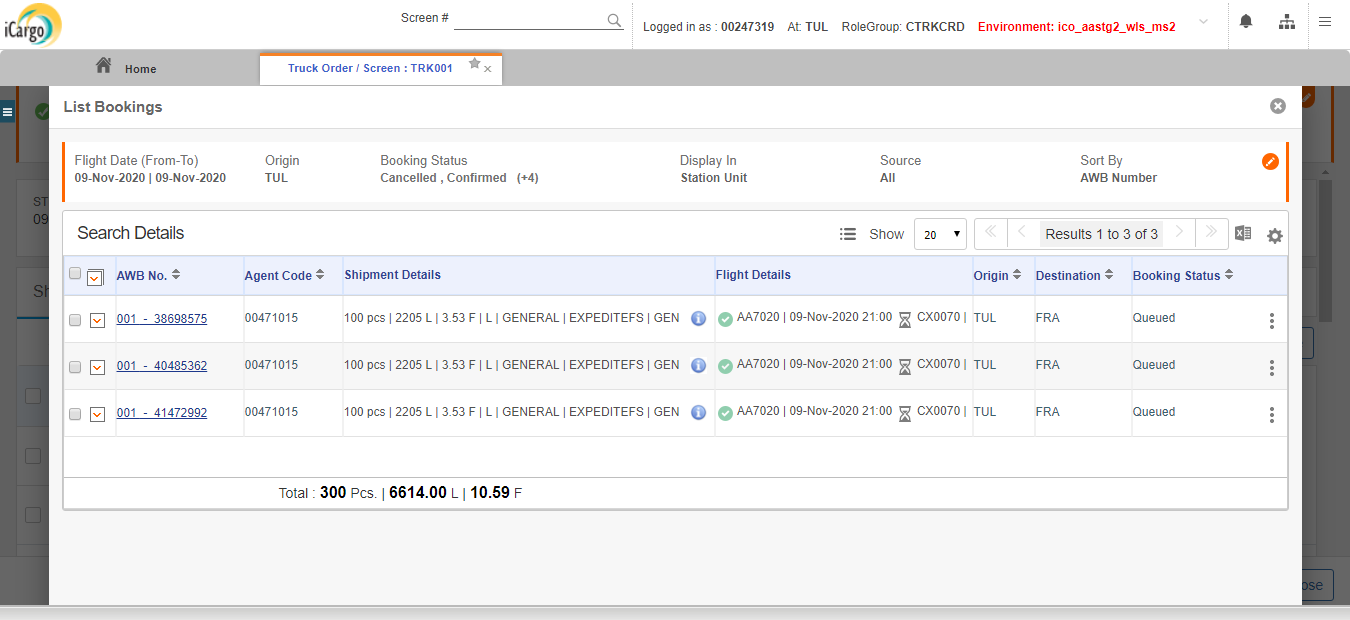 iCargo
Screen #
Logged in as : 00247319 At: TUL RoleGroup: CTRKCRD Environment: ico_aastg2_wls_ms2
Home
Truck Order / Screen : TRK001
List Bookings
Flight Date (From-To) Origin Booking Status Display In Source Sort By
09-Nov-2020 | 09-Nov-2020 TUL Cancelled , Confirmed (+4) Station Unit All AWB Number
ST
09
Search Details Show 20 Results 1 to 3 of 3
AWB No. Agent Code Shipment Details Flight Details Origin Destination Booking Status
Sh
001 - 38698575 00471015 100 pcs | 2205 L | 3.53 F | L | GENERAL | EXPEDITEFS | GEN AA7020 | 09-Nov-2020 21:00 CX0070 | TUL FRA Queued
001 - 40485362 00471015 100 pcs | 2205 L | 3.53 F | L | GENERAL | EXPEDITEFS | GEN AA7020 | 09-Nov-2020 21:00 CX0070 | TUL FRA Queued
001 - 41472992 00471015 100 pcs | 2205 L | 3.53 F | L | GENERAL | EXPEDITEFS | GEN AA7020 | 09-Nov-2020 21:00 CX0070 | TUL FRA Queued
Total : 300 Pcs. | 6614.00 L | 10.59 F
ose